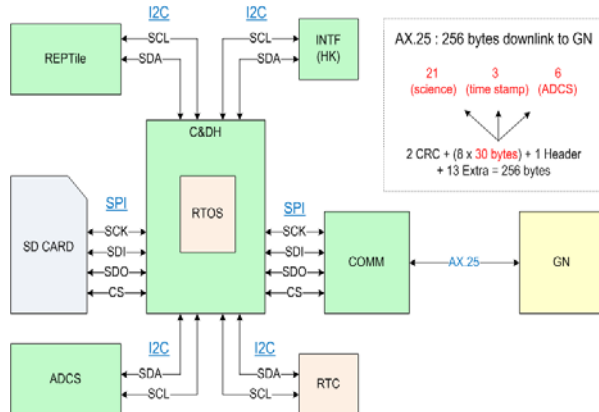 I2C
I2C
REPTile
SCL
SDA
SCL
SDA
INTF
(HK)
AX.25 : 256 bytes downlink to GN
21
(science)
3
(time stamp)
6
(ADCS)
2 CRC + (8 x 30 bytes) + 1 Header
+ 13 Extra = 256 bytes
C&DH
RTOS
SD CARD
SPI
SCK
SDI
SDO
CS
SPI
SCK
SDI
SDO
CS
COMM
AX.25
GN
I2C
I2C
ADCS
SDA
SCL
SDA
SCL
RTC